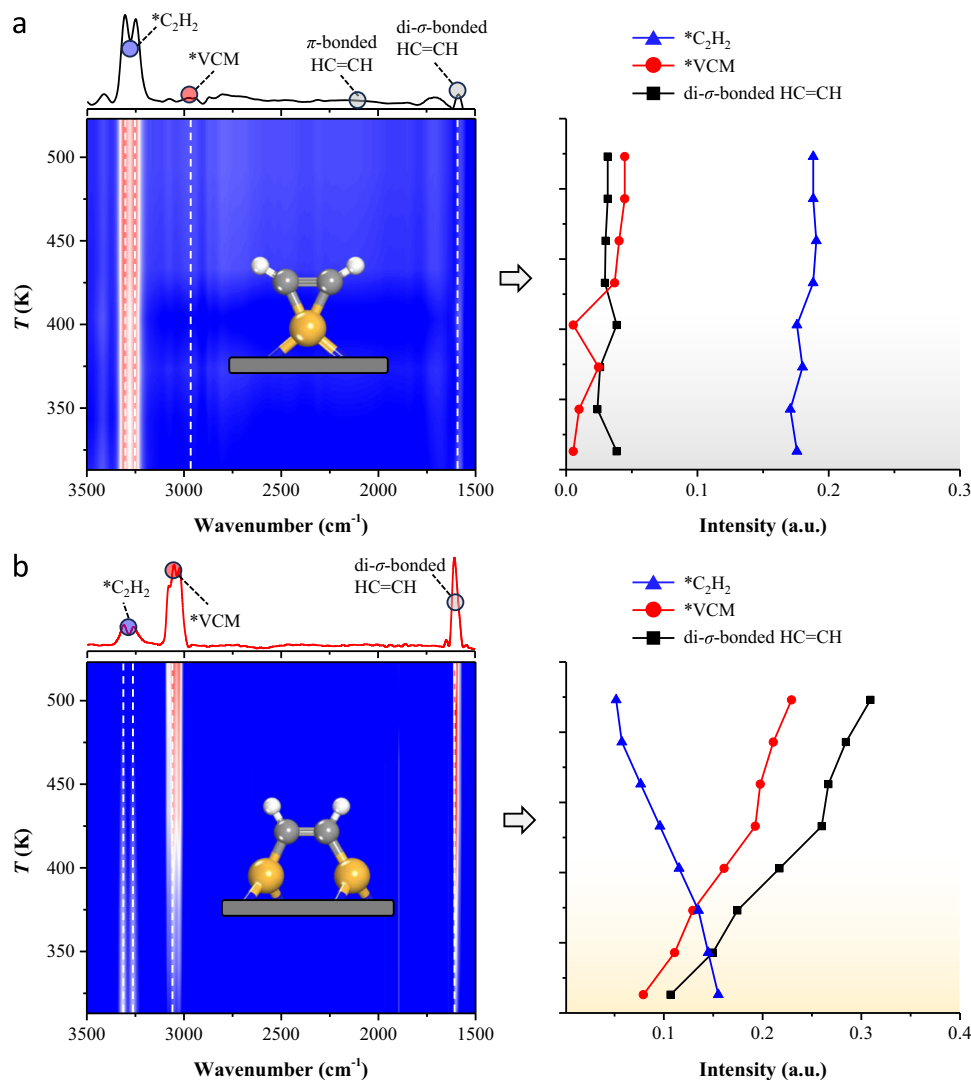 a
*C2H2
*VCM
π-bonded
HC=CH
di-σ-bonded
HC=CH
*C2H2
*VCM
di-σ-bonded HC=CH
T (K)
500
450
400
350
3500 3000 2500 2000 1500
Wavenumber (cm-1)
0.0 0.1 0.2 0.3
Intensity (a.u.)
b
*C2H2
*VCM
di-σ-bonded
HC=CH
*C2H2
*VCM
di-σ-bonded HC=CH
T (K)
500
450
400
350
3500 3000 2500 2000 1500
Wavenumber (cm-1)
0.1 0.2 0.3 0.4
Intensity (a.u.)